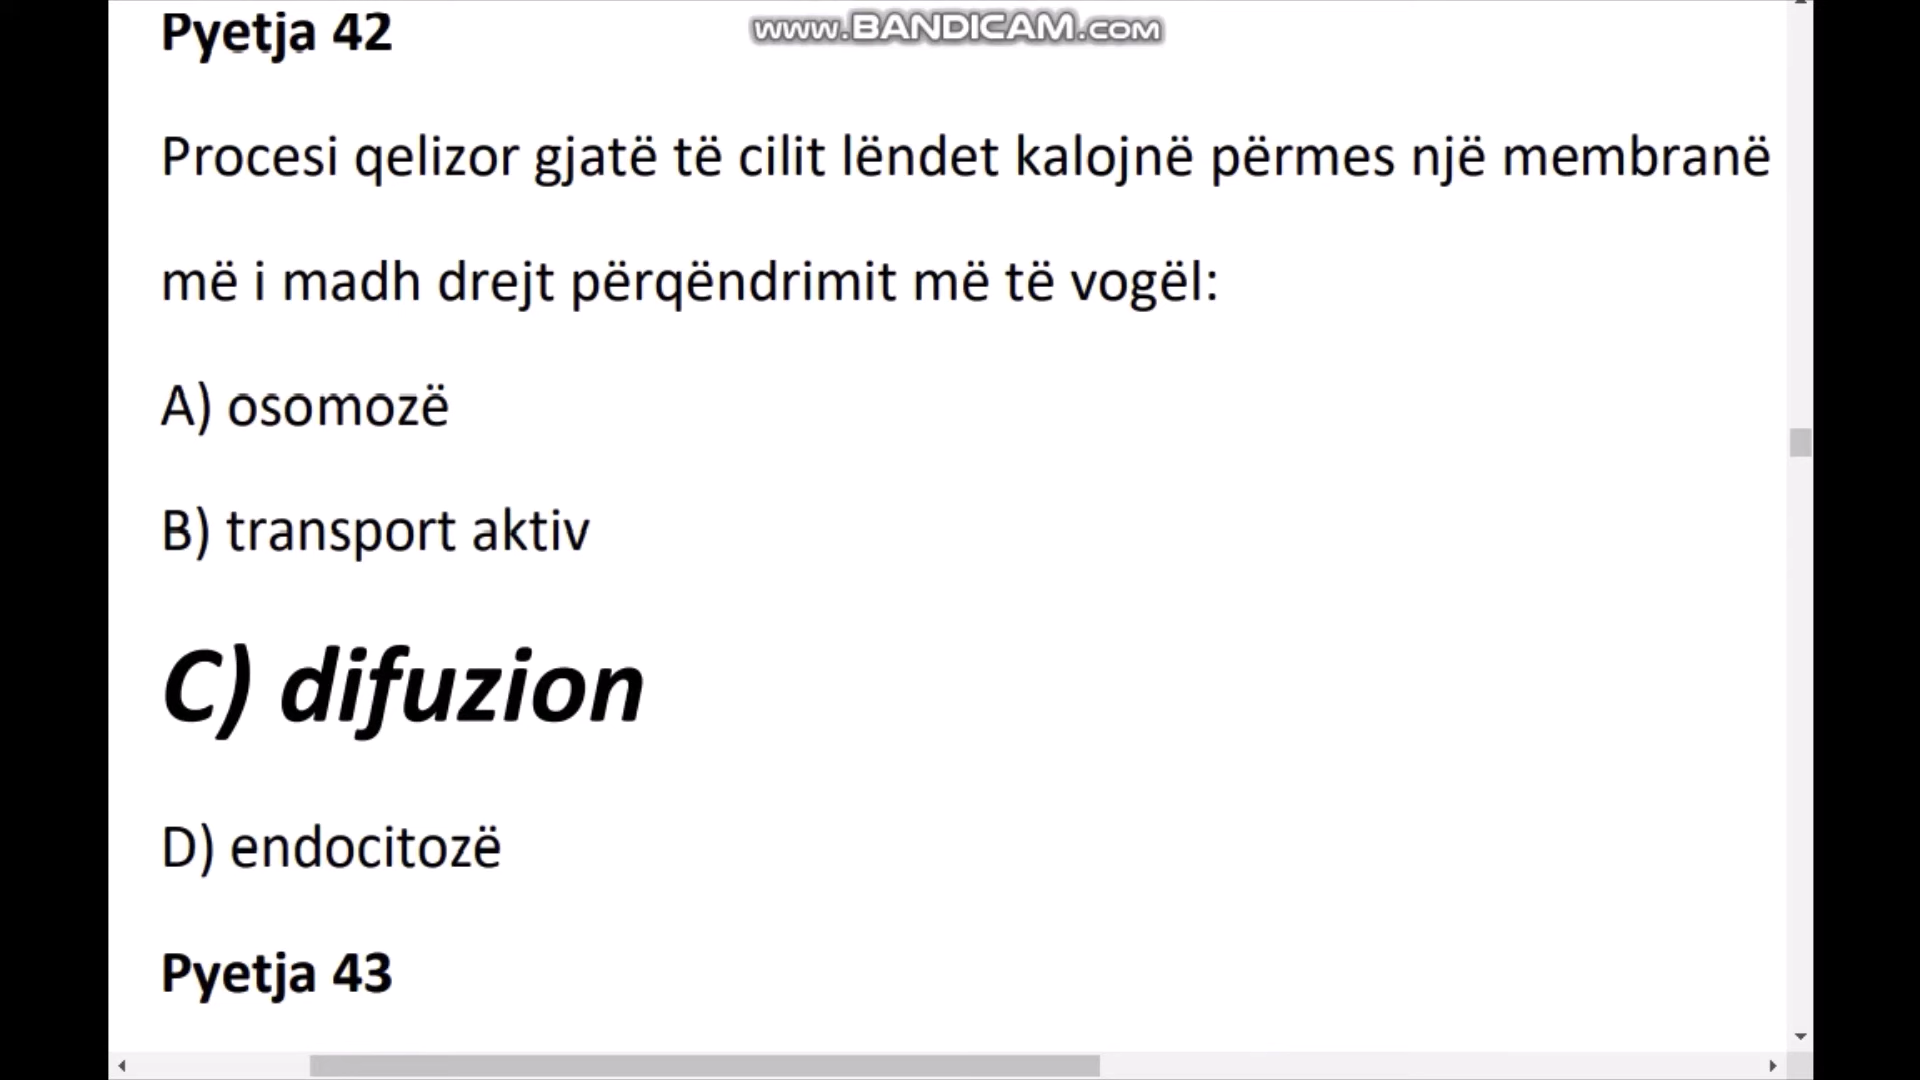 www.BANDICAM.com
Pyetja 42
Procesi qelizor gjatë të cilit lëndet kalojnë përmes një membranë
më i madh drejt përqëndrimit më të vogël:
A) osomozë
B) transport aktiv
C) difuzion
D) endocitozë
Pyetja 43